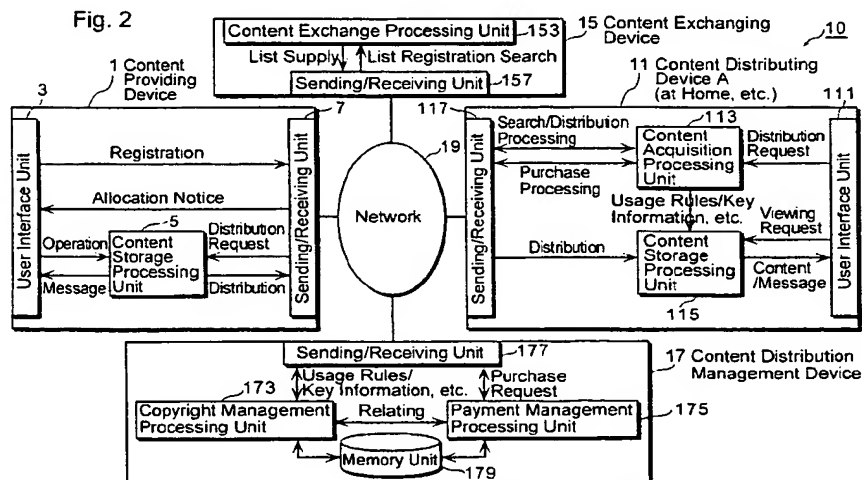 Fig. 2
10
Content Exchange Processing Unit
153
List Supply
List Registration Search
Sending/Receiving Unit
157
15 Content Exchanging
Device
1 Content
Providing
Device
3
7
User Interface Unit
Registration
Allocation Notice
5
Operation
Content
Storage
Processing
Unit
Distribution
Request
Message
Distribution
Sending/Receiving Unit
19
Network
11 Content Distributing
Device A
(at Home, etc.)
117
111
Sending/Receiving Unit
Search/Distribution
Processing
113
Content
Acquisition
Processing
Unit
Distribution
Request
Purchase
Processing
Usage Rules/Key
Information, etc.
Distribution
Content
Storage
Processing
Unit
Viewing
Request
Content
/Message
115
User Interface Unit
Sending/Receiving Unit
177
17 Content Distribution
Management Device
173
Usage Rules/
Key Information, etc.
Purchase
Request
Copyright Management
Processing Unit
Relating
Payment Management
Processing Unit
175
Memory Unit
179